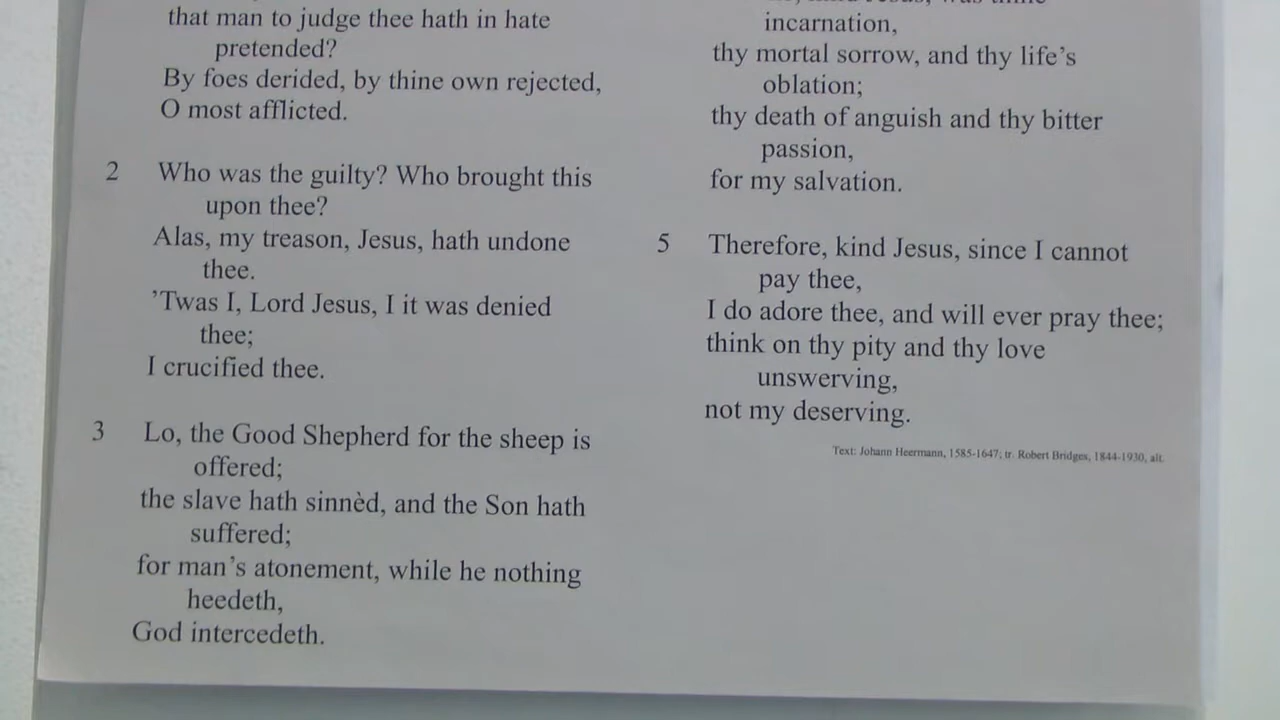 that man to judge thee hath in hate
pretended?
By foes derided, by thine own rejected,
O most afflicted.
2 Who was the guilty? Who brought this
upon thee?
Alas, my treason, Jesus, hath undone
thee.
’Twas I, Lord Jesus, I it was denied
thee;
I crucified thee.
3 Lo, the Good Shepherd for the sheep is
offered;
the slave hath sinnèd, and the Son hath
suffered;
for man’s atonement, while he nothing
heedeth,
God intercedeth.
incarnation,
thy mortal sorrow, and thy life’s
oblation;
thy death of anguish and thy bitter
passion,
for my salvation.
5 Therefore, kind Jesus, since I cannot
pay thee,
I do adore thee, and will ever pray thee;
think on thy pity and thy love
unswerving,
not my deserving.
Text: Johann Heermann, 1585-1647; tr. Robert Bridges, 1844-1930, alt.